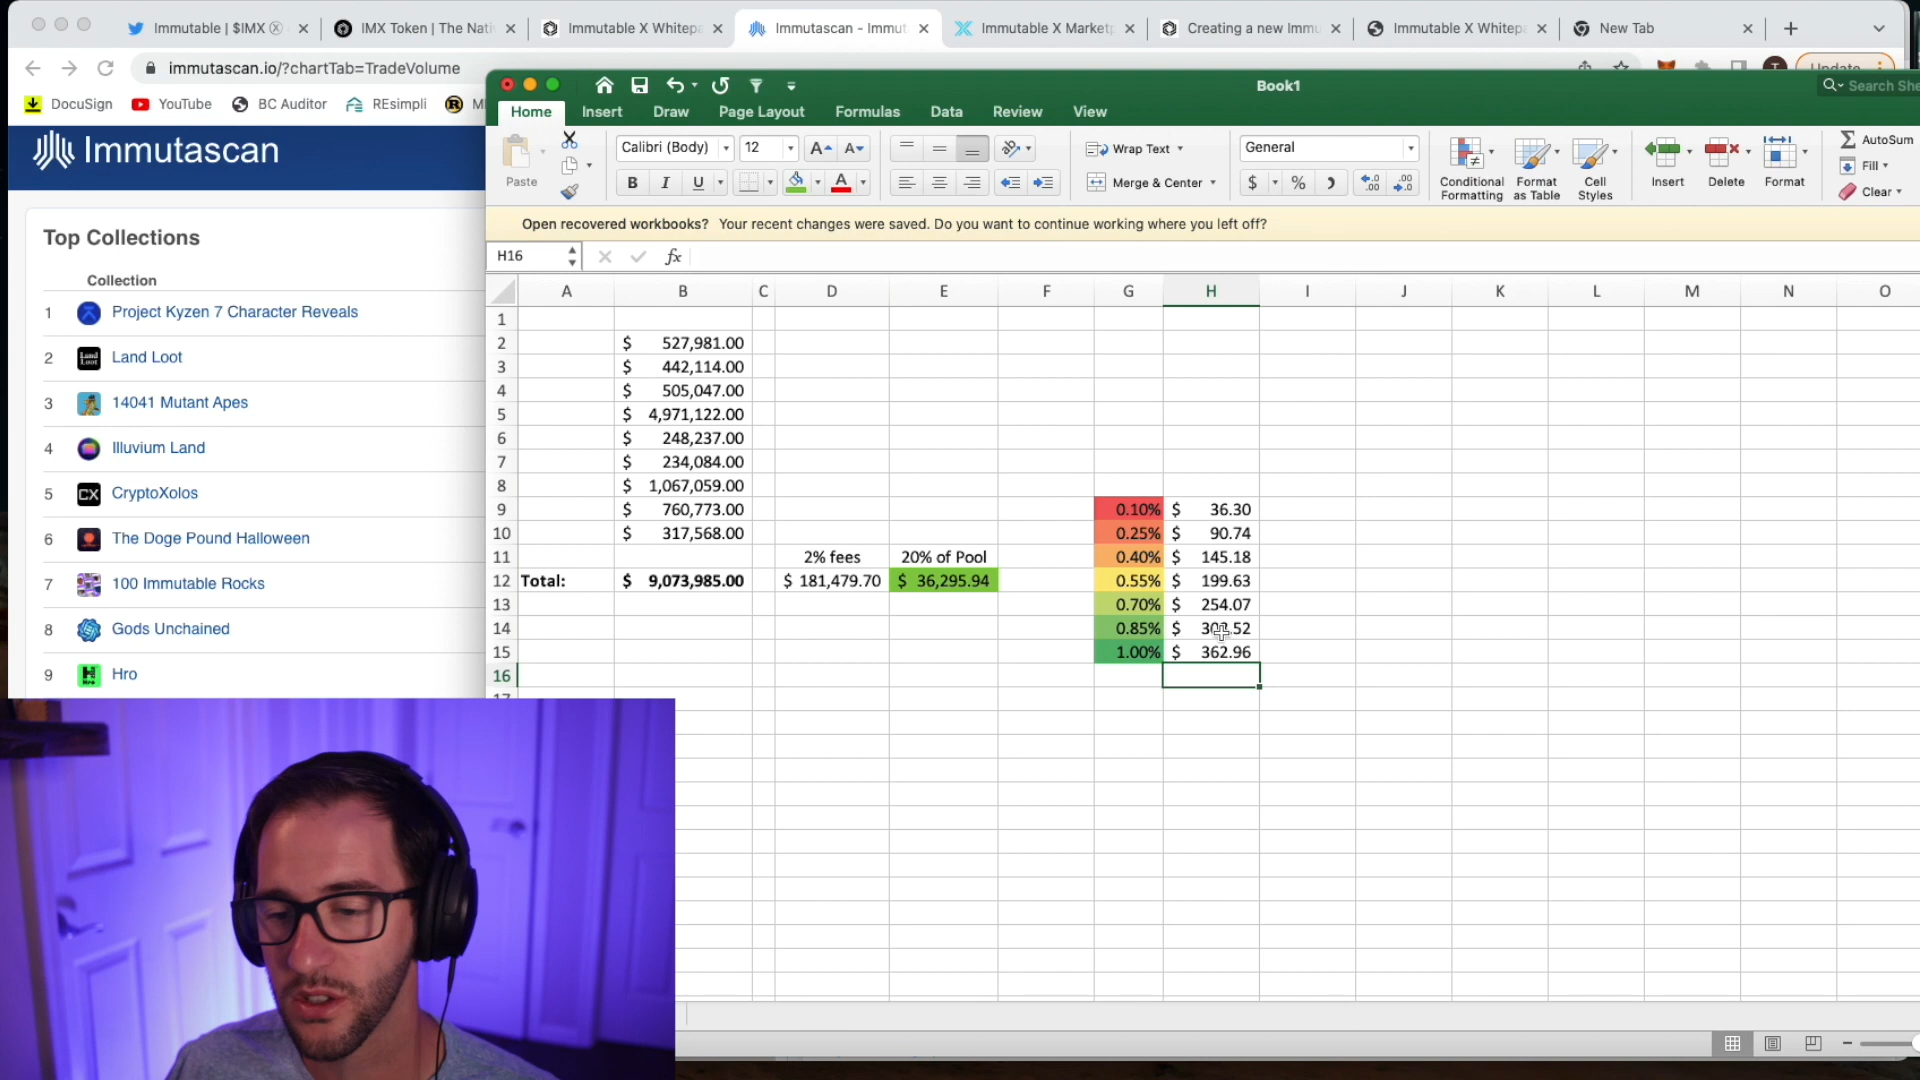 Immutable | $IMX
IMX Token | The Nati
Immutable X Whitepa
Immutascan - Immut
Immutable X Marketp
Creating a new Immu
Immutable X Whitep
New Tab
immutascan.io/?chartTab=TradeVolume
Update
DocuSign
YouTube
BC Auditor
REsimpli
Immutascan
Top Collections
Collection
1 Project Kyzen 7 Character Reveals
2 Land Loot
3 14041 Mutant Apes
4 Illuvium Land
5 CryptoXolos
6 The Doge Pound Halloween
7 100 Immutable Rocks
8 Gods Unchained
9 Hro
Book1
Search She
Home Insert Draw Page Layout Formulas Data Review View
Paste
Calibri (Body) 12
B I U
Wrap Text
Merge & Center
General
$ %
Conditional Formatting
Format as Table
Cell Styles
Insert
Delete
Format
AutoSum
Fill
Clear
Open recovered workbooks? Your recent changes were saved. Do you want to continue working where you left off?
H16
fx
A B C D E F G H I J K L M N O
1
2 $ 527,981.00
3 $ 442,114.00
4 $ 505,047.00
5 $ 4,971,122.00
6 $ 248,237.00
7 $ 234,084.00
8 $ 1,067,059.00
9 $ 760,773.00 0.10% $ 36.30
10 $ 317,568.00 0.25% $ 90.74
11 2% fees 20% of Pool 0.40% $ 145.18
12 Total: $ 9,073,985.00 $ 181,479.70 $ 36,295.94 0.55% $ 199.63
13 0.70% $ 254.07
14 0.85% $
15 1.00% $ 362.96
16